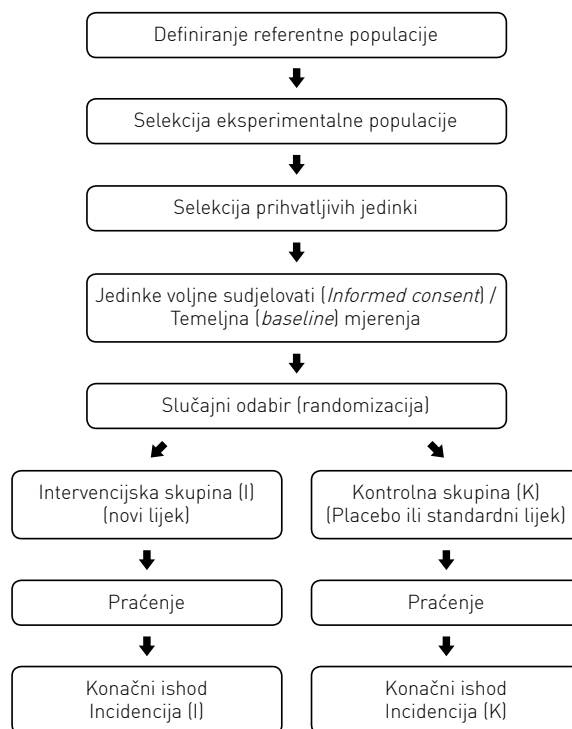 Definiranje referentne populacije
Selekcija eksperimentalne populacije
Selekcija prihvatljivih jedinki
Jedinke voljne sudjelovati (Informed consent) /
Temeljna (baseline) mjerenja
Slučajni odabir (randomizacija)
Intervencijska skupina (I)
(novi lijek)
Kontrolna skupina (K)
(Placebo ili standardni lijek)
Praćenje
Praćenje
Konačni ishod
Incidencija (I)
Konačni ishod
Incidencija (K)